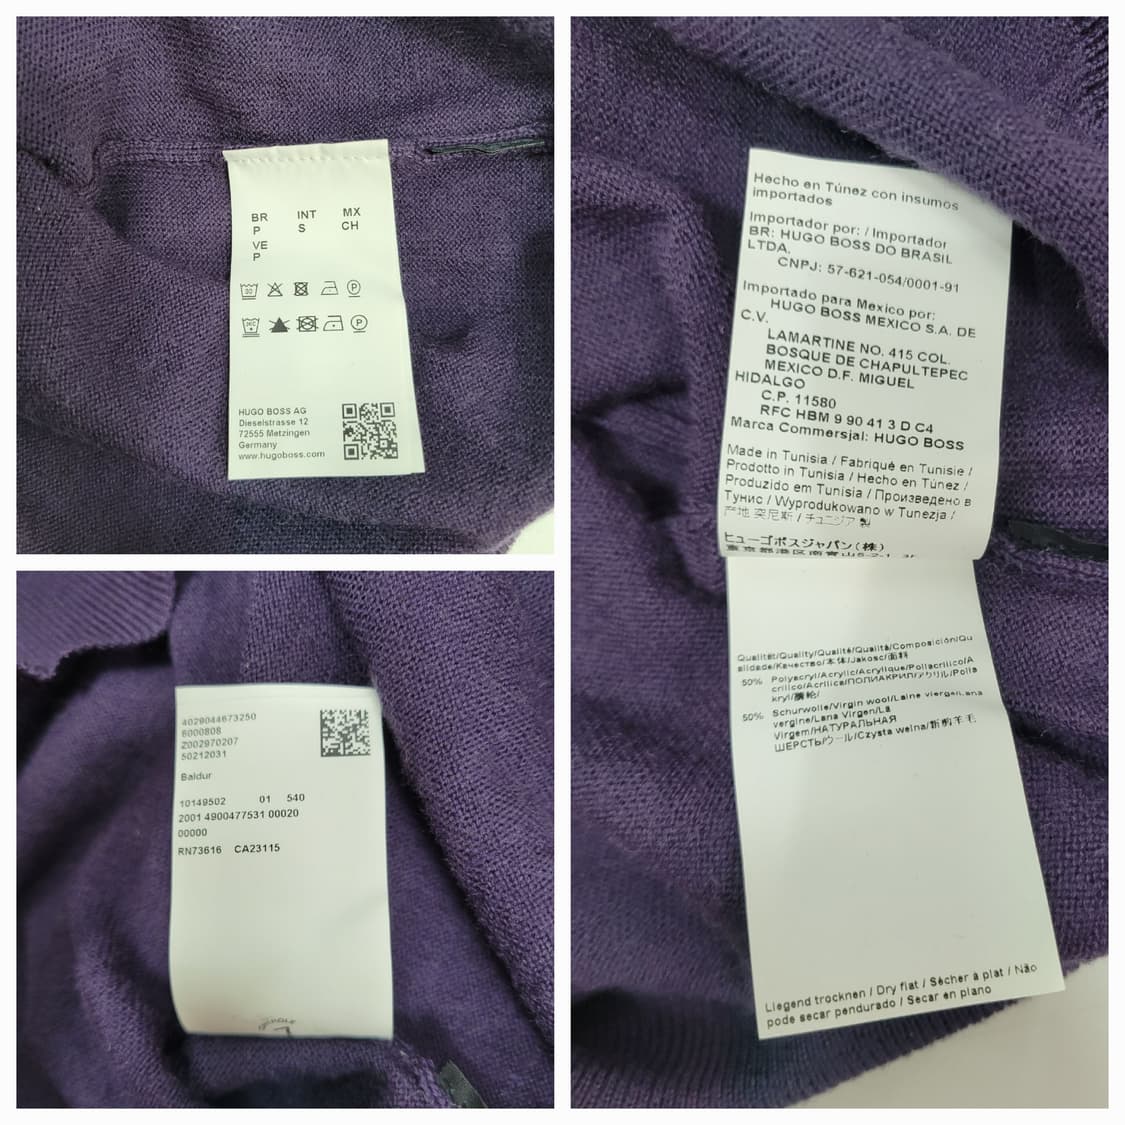 BR INT MX
P S CH
VE
P
HUGO BOSS AG
Dieselstrasse 12
72555 Metzingen
Germany
www.hugoboss.com
4029044673250
6000808
2002970207
50212031
Baldur
10149502 01 540
2001 4900477531 00020
00000
RN73616 CA23115
Hecho en Túnez con insumos
importados
Importador por: / Importador
BR: HUGO BOSS DO BRASIL
LTDA.
CNPJ: 57-621-054/0001-91
Importado para Mexico por:
HUGO BOSS MEXICO S.A. DE
C.V.
LAMARTINE NO. 415 COL.
BOSQUE DE CHAPULTEPEC
MEXICO D.F. MIGUEL
HIDALGO
C.P. 11580
RFC HBM 9 90 41 3 D C4
Marca Commersjal: HUGO BOSS
Made in Tunisia / Fabriqué en Tunisie /
Prodotto in Tunisia / Hecho en Túnez /
Produzido em Tunisia / Произведено в
Тунис / Wyprodukowano w Tunezja /
产地 突尼斯 / チュニジア 製
ヒューゴボスジャパン(株)
Qualität/Quality/Qualité/Qualità/Composición/Qu
alidade/Качество/本体/Jakosc/面料
50% Polyacryl/Acrylic/Acrylique/Poliacrilico/A
crilico/Acrílica/ПОЛИАКРИЛ/アクリル/Polia
kryl/腈纶/
50% Schurwolle/Virgin wool/Laine vierge/Lana
vergine/Lana Virgen/La
Virgem/НАТУРАЛЬНАЯ
ШЕРСТЬ/ウール/Czysta welna/新剪羊毛
Liegend trocknen / Dry flat / Sécher à plat / Não
pode secar pendurado / Secar en plano